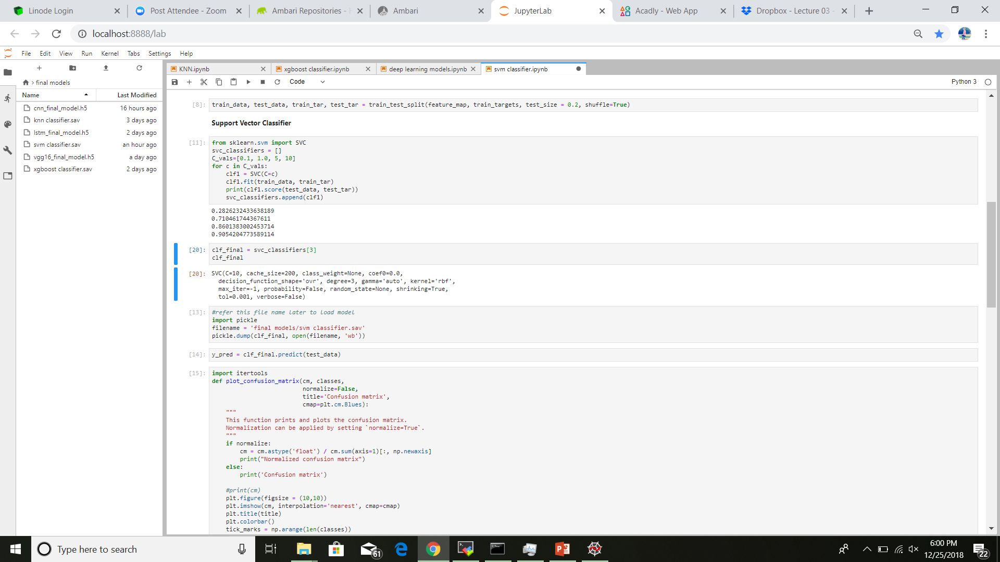 Linode Login
Post Attendee - Zoom
Ambari Repositories -
Ambari
JupyterLab
Acadly - Web App
Dropbox - Lecture 03 -
localhost:8888/lab
File Edit View Run Kernel Tabs Settings Help
KNN.ipynb
xgboost classifier.ipynb
deep learning models.ipynb
svm classifier.ipynb
Code
Python 3
> final models
Name Last Modified
cnn_final_model.h5 16 hours ago
knn classifier.sav 3 days ago
lstm_final_model.h5 2 days ago
svm classifier.sav an hour ago
vgg16_final_model.h5 a day ago
xgboost classifier.sav 2 days ago
[8]: train_data, test_data, train_tar, test_tar = train_test_split(feature_map, train_targets, test_size = 0.2, shuffle=True)
Support Vector Classifier
[11]: from sklearn.svm import SVC
svc_classifiers = []
C_vals=[0.1, 1.0, 5, 10]
for c in C_vals:
    clf1 = SVC(C=c)
    clf1.fit(train_data, train_tar)
    print(clf1.score(test_data, test_tar))
    svc_classifiers.append(clf1)
0.2826232433638189
0.710461744367611
0.8601383002453714
0.9054204773589114
[20]: clf_final = svc_classifiers[3]
clf_final
[20]: SVC(C=10, cache_size=200, class_weight=None, coef0=0.0,
  decision_function_shape='ovr', degree=3, gamma='auto', kernel='rbf',
  max_iter=-1, probability=False, random_state=None, shrinking=True,
  tol=0.001, verbose=False)
[13]: #refer this file name later to load model
import pickle
filename = 'final models/svm classifier.sav'
pickle.dump(clf_final, open(filename, 'wb'))
[14]: y_pred = clf_final.predict(test_data)
[15]: import itertools
def plot_confusion_matrix(cm, classes,
                          normalize=False,
                          title='Confusion matrix',
                          cmap=plt.cm.Blues):
    """
    This function prints and plots the confusion matrix.
    Normalization can be applied by setting `normalize=True`.
    """
    if normalize:
        cm = cm.astype('float') / cm.sum(axis=1)[:, np.newaxis]
        print("Normalized confusion matrix")
    else:
        print('Confusion matrix')
    #print(cm)
    plt.figure(figsize = (10,10))
    plt.imshow(cm, interpolation='nearest', cmap=cmap)
    plt.title(title)
    plt.colorbar()
    tick_marks = np.arange(len(classes))
Type here to search
61
6:00 PM
12/25/2018
22